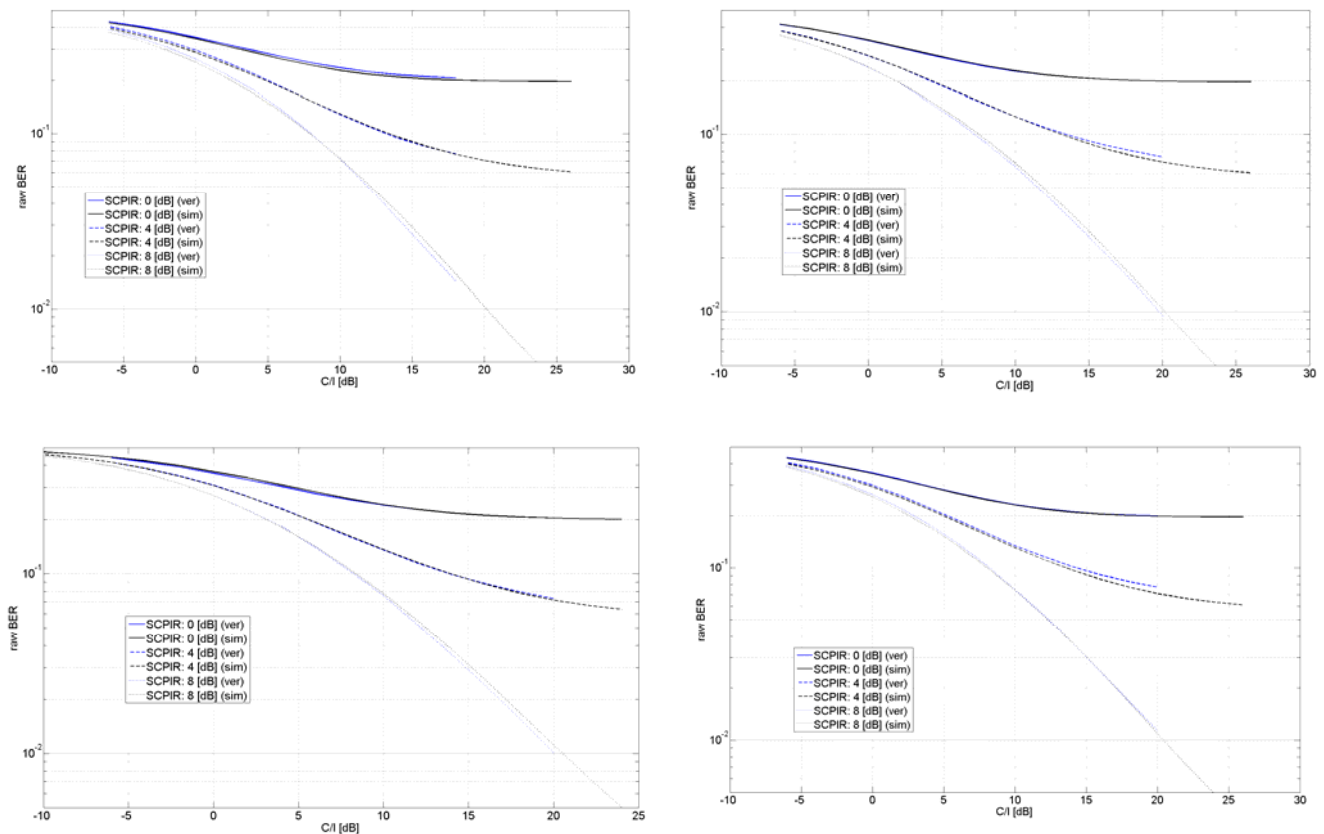 10^-1
raw BER
SCPIR: 0 [dB] (ver)
SCPIR: 0 [dB] (sim)
SCPIR: 4 [dB] (ver)
SCPIR: 4 [dB] (sim)
SCPIR: 8 [dB] (ver)
SCPIR: 8 [dB] (sim)
10^-2
-10 -5 0 5 10 15 20 25 30
C/I [dB]
10^-1
raw BER
SCPIR: 0 [dB] (ver)
SCPIR: 0 [dB] (sim)
SCPIR: 4 [dB] (ver)
SCPIR: 4 [dB] (sim)
SCPIR: 8 [dB] (ver)
SCPIR: 8 [dB] (sim)
10^-2
-10 -5 0 5 10 15 20 25 30
C/I [dB]
10^-1
raw BER
SCPIR: 0 [dB] (ver)
SCPIR: 0 [dB] (sim)
SCPIR: 4 [dB] (ver)
SCPIR: 4 [dB] (sim)
SCPIR: 8 [dB] (ver)
SCPIR: 8 [dB] (sim)
10^-2
-10 -5 0 5 10 15 20 25
C/I [dB]
10^-1
raw BER
SCPIR: 0 [dB] (ver)
SCPIR: 0 [dB] (sim)
SCPIR: 4 [dB] (ver)
SCPIR: 4 [dB] (sim)
SCPIR: 8 [dB] (ver)
SCPIR: 8 [dB] (sim)
10^-2
-10 -5 0 5 10 15 20 25 30
C/I [dB]